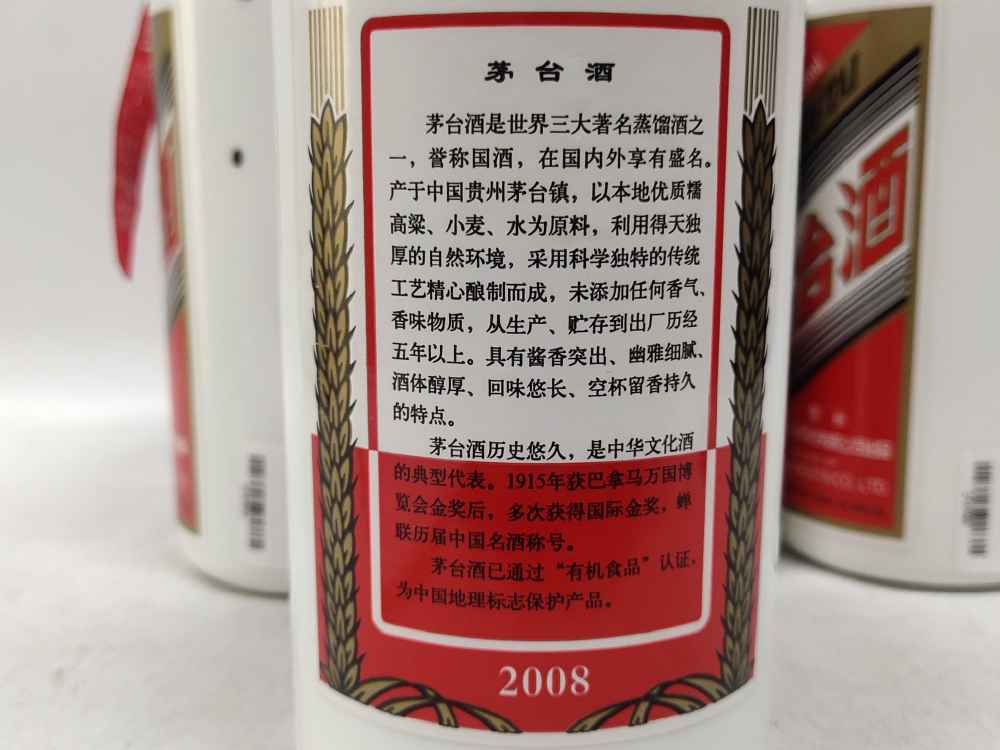 茅台酒
茅台酒是世界三大著名蒸馏酒之
一，誉称国酒，在国内外享有盛名。
产于中国贵州茅台镇，以本地优质糯
高粱、小麦、水为原料，利用得天独
厚的自然环境，采用科学独特的传统
工艺精心酿制而成，未添加任何香气、
香味物质，从生产、贮存到出厂历经
五年以上。具有酱香突出、幽雅细腻、
酒体醇厚、回味悠长、空杯留香持久
的特点。
茅台酒历史悠久，是中华文化酒
的典型代表。1915年获巴拿马万国博
览会金奖后，多次获得国际金奖，蝉
联历届中国名酒称号。
茅台酒已通过“有机食品”认证，
为中国地理标志保护产品。
2008
台酒
CO., LTD.